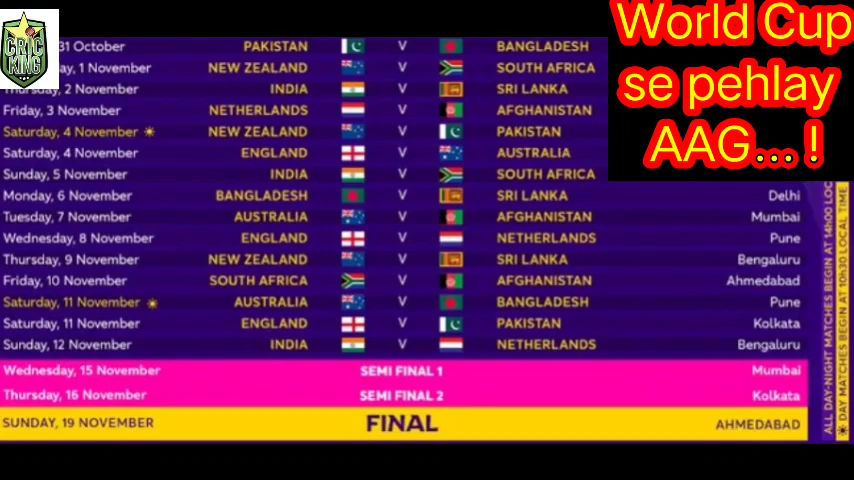 CRIC
KING
World Cup
se pehlay
AAG... !
31 October PAKISTAN V BANGLADESH
1 November NEW ZEALAND V SOUTH AFRICA
Thursday, 2 November INDIA V SRI LANKA
Friday, 3 November NETHERLANDS V AFGHANISTAN
Saturday, 4 November NEW ZEALAND V PAKISTAN
Saturday, 4 November ENGLAND V AUSTRALIA
Sunday, 5 November INDIA V SOUTH AFRICA
Monday, 6 November BANGLADESH V SRI LANKA Delhi
Tuesday, 7 November AUSTRALIA V AFGHANISTAN Mumbai
Wednesday, 8 November ENGLAND V NETHERLANDS Pune
Thursday, 9 November NEW ZEALAND V SRI LANKA Bengaluru
Friday, 10 November SOUTH AFRICA V AFGHANISTAN Ahmedabad
Saturday, 11 November AUSTRALIA V BANGLADESH Pune
Saturday, 11 November ENGLAND V PAKISTAN Kolkata
Sunday, 12 November INDIA V NETHERLANDS Bengaluru
Wednesday, 15 November SEMI FINAL 1 Mumbai
Thursday, 16 November SEMI FINAL 2 Kolkata
SUNDAY, 19 NOVEMBER FINAL AHMEDABAD
ALL DAY-NIGHT MATCHES BEGIN AT 14h00 LOC
DAY MATCHES BEGIN AT 10h30 LOCAL TIME